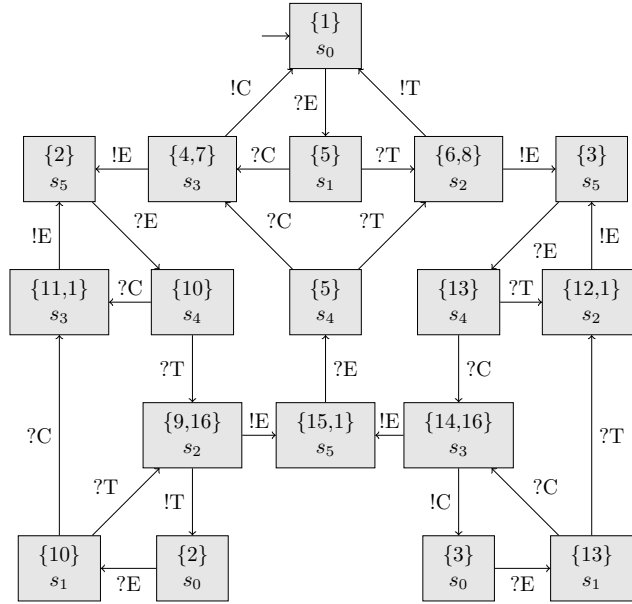 {1}
s0
!C
?E
!T
{2}
s5
!E
{4,7}
s3
?C
{5}
s1
?T
{6,8}
s2
!E
{3}
s5
!E
?E
?C
?T
?E
!E
{11,1}
s3
?C
{10}
s4
{5}
s4
{13}
s4
?T
{12,1}
s2
?T
?E
?C
?C
{9,16}
s2
!E
{15,1}
s5
!E
{14,16}
s3
?T
?T
!T
!C
?C
{10}
s1
?E
{2}
s0
{3}
s0
?E
{13}
s1